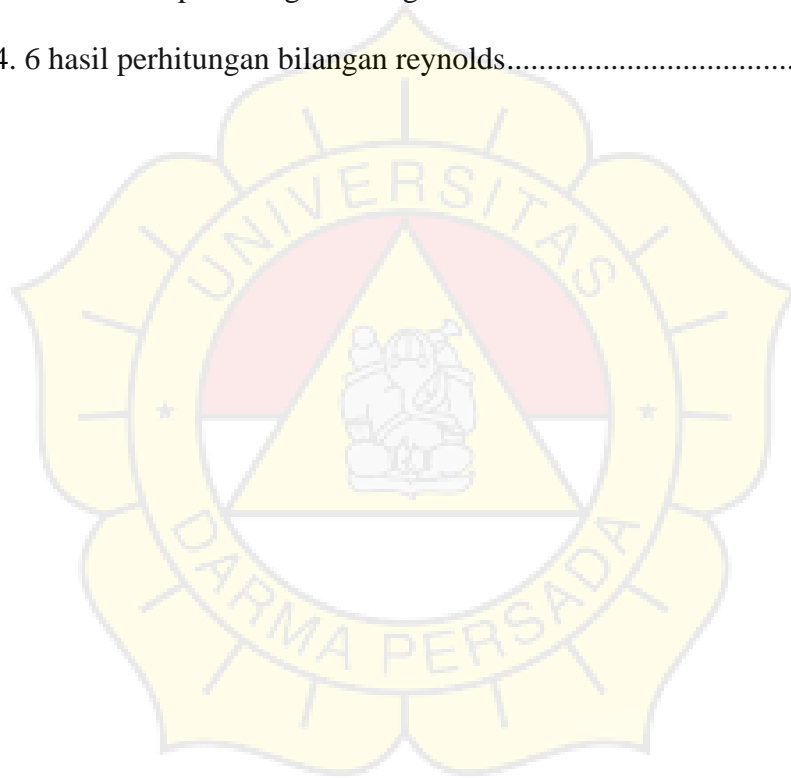 4. 6 hasil perhitungan bilangan reynolds....................................
UNIVERSITAS
DARMA PERSADA